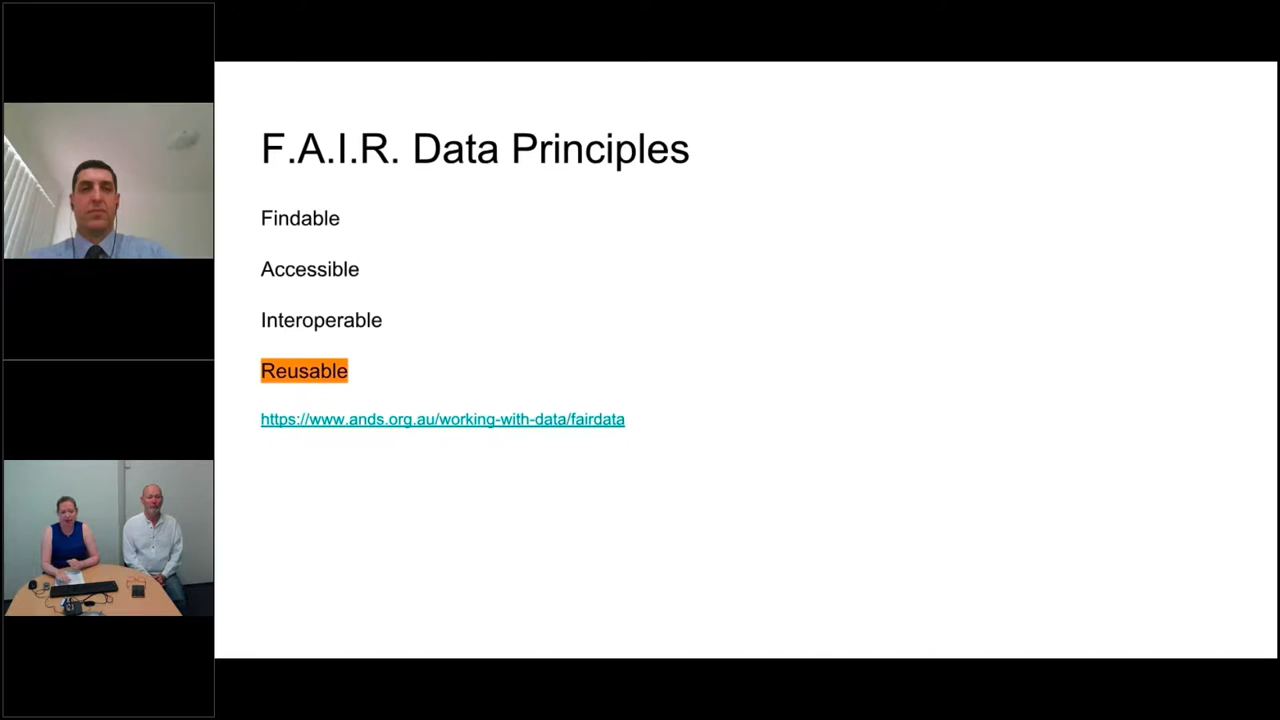 F.A.I.R. Data Principles
Findable
Accessible
Interoperable
Reusable
https://www.ands.org.au/working-with-data/fairdata